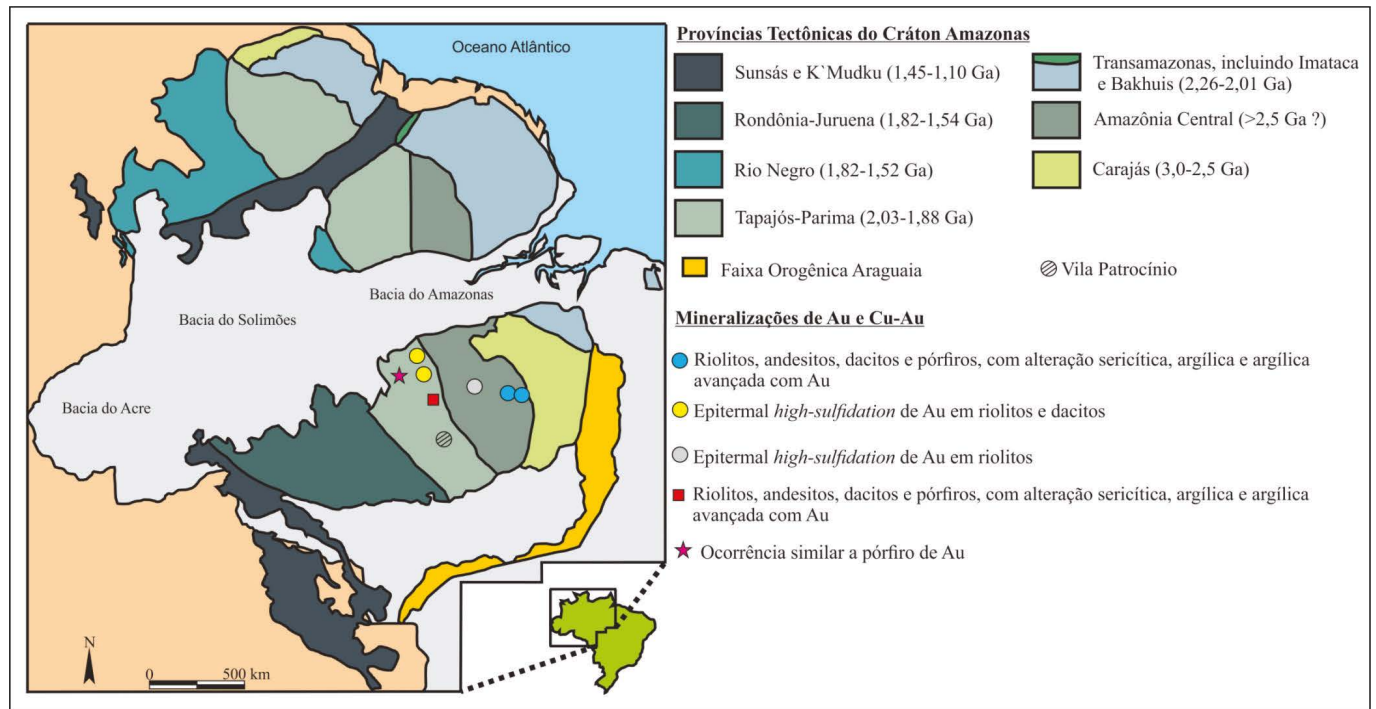 Oceano Atlântico
Bacia do Amazonas
Bacia do Solimões
Bacia do Acre
N
0 500 km
Províncias Tectônicas do Cráton Amazonas
Sunsás e K`Mudku (1,45-1,10 Ga)
Rondônia-Juruena (1,82-1,54 Ga)
Rio Negro (1,82-1,52 Ga)
Tapajós-Parima (2,03-1,88 Ga)
Transamazonas, incluindo Imataca
e Bakhuis (2,26-2,01 Ga)
Amazônia Central (>2,5 Ga ?)
Carajás (3,0-2,5 Ga)
Faixa Orogênica Araguaia
Vila Patrocínio
Mineralizações de Au e Cu-Au
Riolitos, andesitos, dacitos e pórfiros, com alteração sericítica, argílica e argílica
avançada com Au
Epitermal high-sulfidation de Au em riolitos e dacitos
Epitermal high-sulfidation de Au em riolitos
Riolitos, andesitos, dacitos e pórfiros, com alteração sericítica, argílica e argílica
avançada com Au
Ocorrência similar a pórfiro de Au